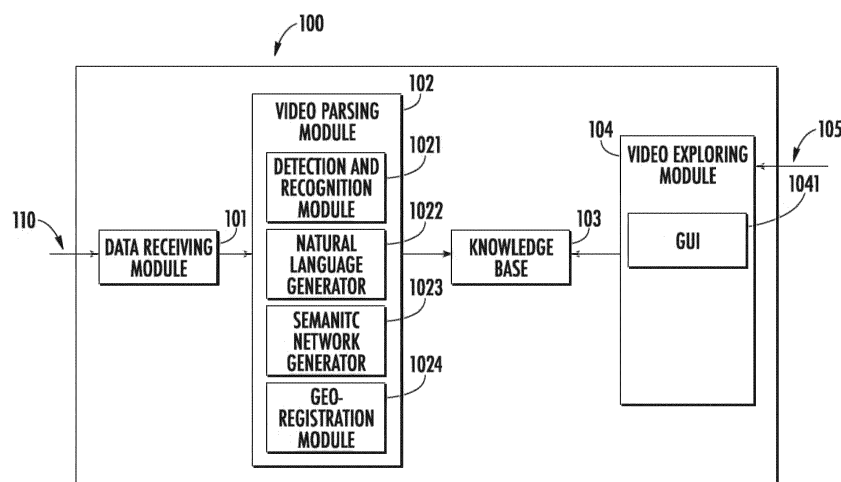 100
102
VIDEO PARSING
MODULE
1021
DETECTION AND
RECOGNITION
MODULE
1022
NATURAL
LANGUAGE
GENERATOR
1023
SEMANITC
NETWORK
GENERATOR
1024
GEO-
REGISTRATION
MODULE
110
101
DATA RECEIVING
MODULE
103
KNOWLEDGE
BASE
104
105
VIDEO EXPLORING
MODULE
1041
GUI